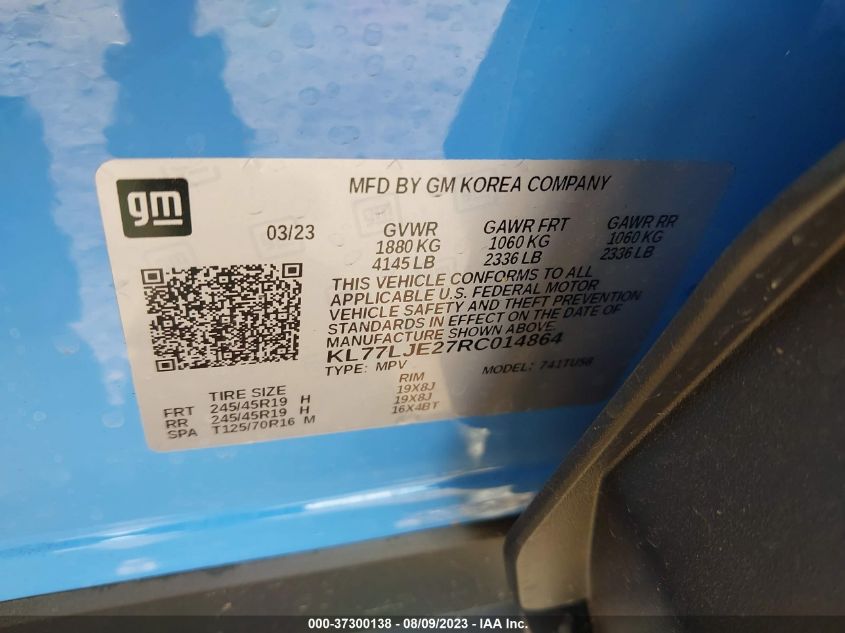 gm
MFD BY GM KOREA COMPANY
03/23
GVWR
1880 KG
4145 LB
GAWR FRT
1060 KG
2336 LB
GAWR RR
1060 KG
2336 LB
THIS VEHICLE CONFORMS TO ALL
APPLICABLE U.S. FEDERAL MOTOR
VEHICLE SAFETY AND THEFT PREVENTION
STANDARDS IN EFFECT ON THE DATE OF
MANUFACTURE SHOWN ABOVE.
KL77LJE27RC014864
TYPE: MPV
MODEL: 741TU58
TIRE SIZE
RIM
FRT 245/45R19 H 19X8J
RR 245/45R19 H 19X8J
SPA T125/70R16 M 16X4BT
000-37300138 - 08/09/2023 - IAA Inc.